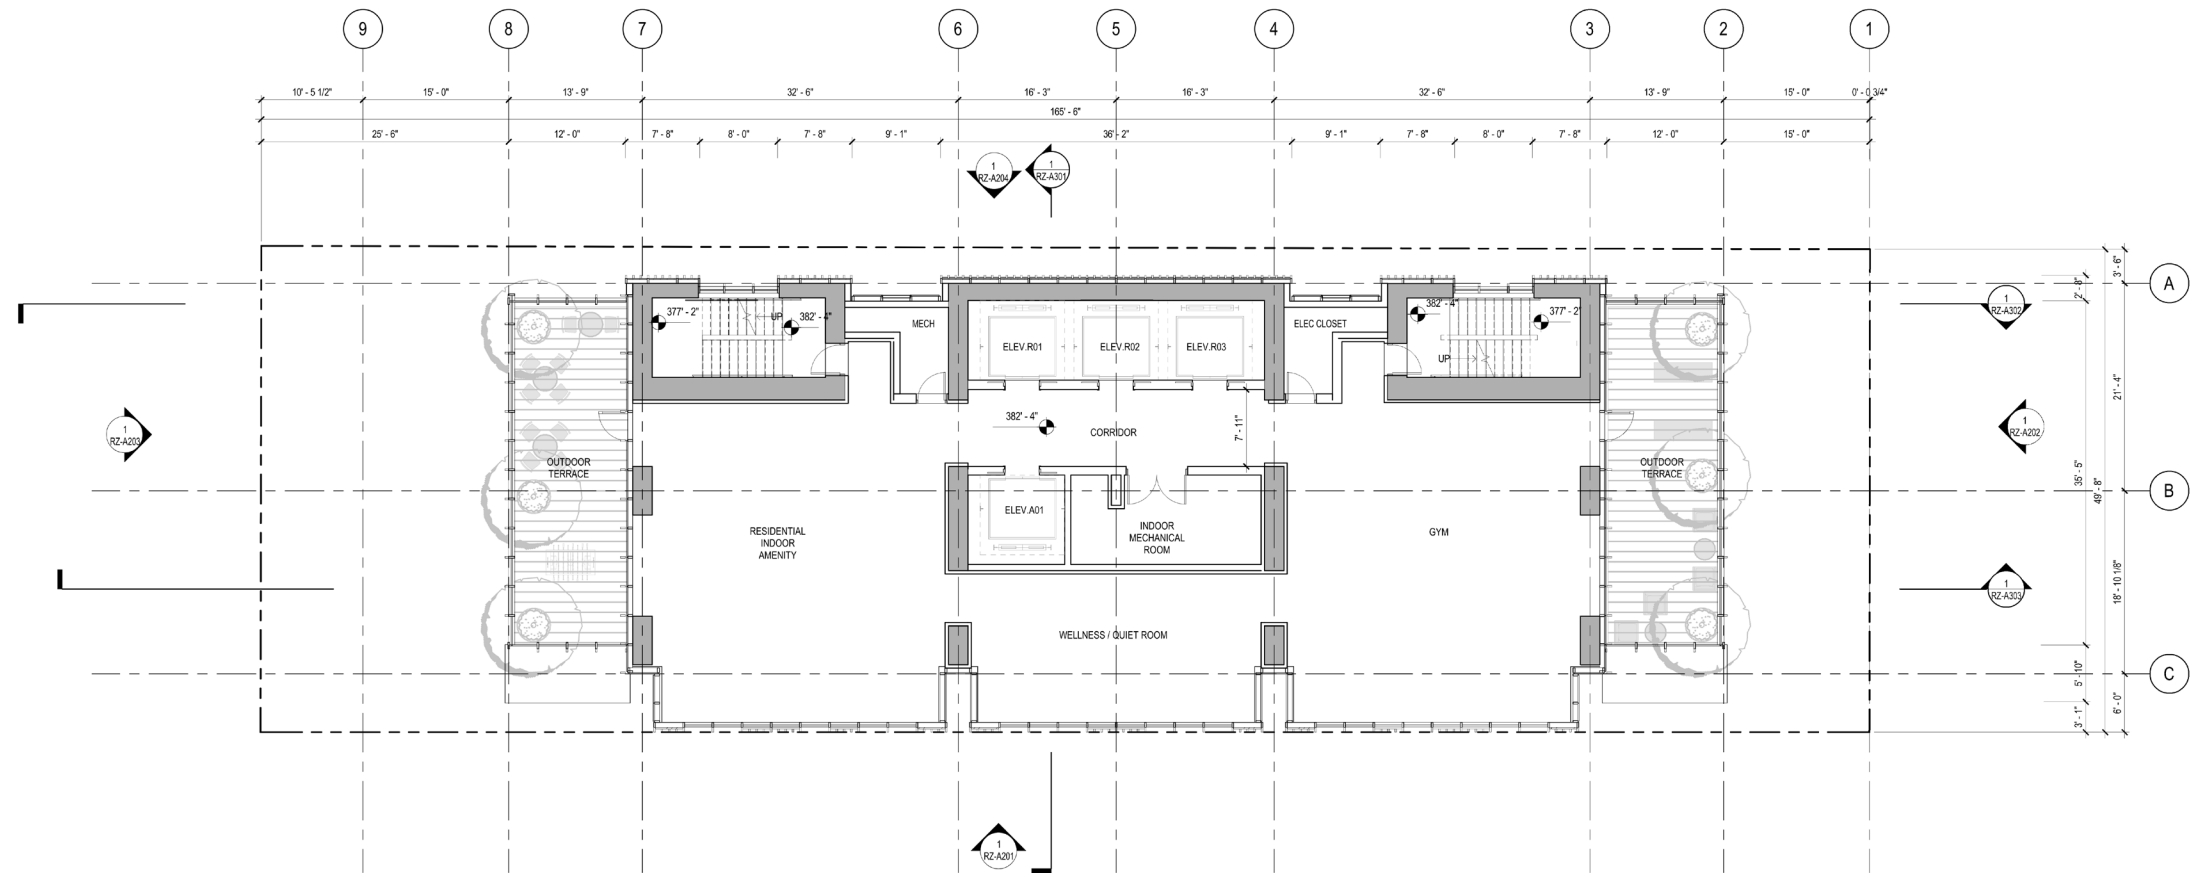 9 8 7 6 5 4 3 2 1
10' - 5 1/2" 15' - 0" 13' - 9" 32' - 6" 16' - 3" 16' - 3" 32' - 6" 13' - 9" 15' - 0" 0' - 0 3/4"
165' - 6"
25' - 6" 12' - 0" 7' - 8" 8' - 0" 7' - 8" 9' - 1" 36' - 2" 9' - 1" 7' - 8" 8' - 0" 7' - 8" 12' - 0" 15' - 0"
1
RZ-A204
1
RZ-A301
3' - 6"
2' - 8"
A
1
RZ-A302
377' - 2"
UP
382' - 4"
MECH
ELEC CLOSET
382' - 4"
377' - 2"
ELEV.R01
ELEV.R02
ELEV.R03
UP
21' - 4"
382' - 4"
CORRIDOR
7' - 11"
1
RZ-A203
1
RZ-A202
OUTDOOR
TERRACE
OUTDOOR
TERRACE
35' - 5"
49' - 8"
B
ELEV.A01
INDOOR
MECHANICAL
ROOM
RESIDENTIAL
INDOOR
AMENITY
GYM
1
RZ-A303
18' - 10 1/8"
WELLNESS / QUIET ROOM
C
5' - 10"
6' - 0"
3' - 1"
1
RZ-A201